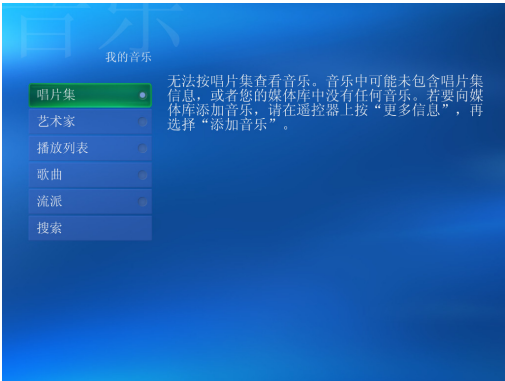 音乐
我的音乐
唱片集
艺术家
播放列表
歌曲
流派
搜索
无法按唱片集查看音乐。音乐中可能未包含唱片集
信息，或者您的媒体库中没有任何音乐。若要向媒
体库添加音乐，请在遥控器上按“更多信息”，再
选择“添加音乐”。